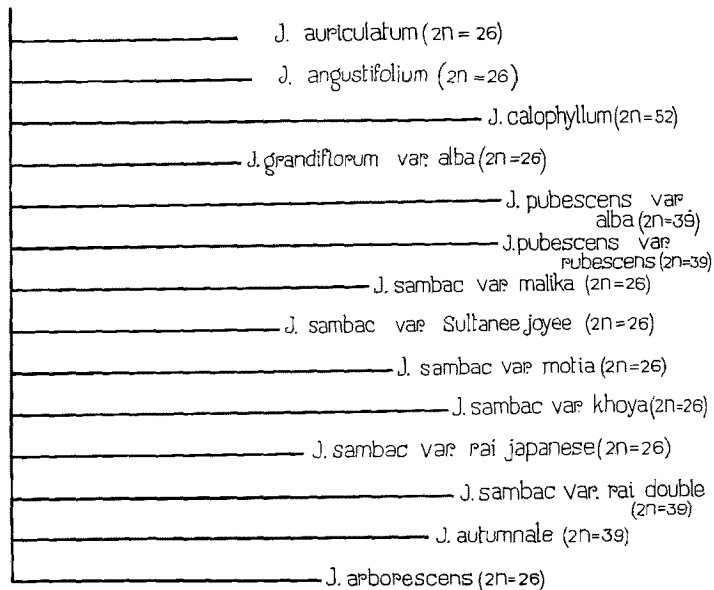 J. auriculatum (2n = 26)
J. angustifolium (2n =26)
J. calophyllum (2n=52)
J. grandiflorum var. alba (2n=26)
J. pubescens var
alba (2n=39)
J. pubescens var
rubescens (2n=39)
J. sambac var malika (2n=26)
J. sambac var Sultanee joyee (2n=26)
J. sambac var motia (2n=26)
J. sambac var khoya (2n=26)
J. sambac var rai japanese (2n=26)
J. sambac var. rai double
(2n=39)
J. autumnale (2n=39)
J. arborescens (2n=26)